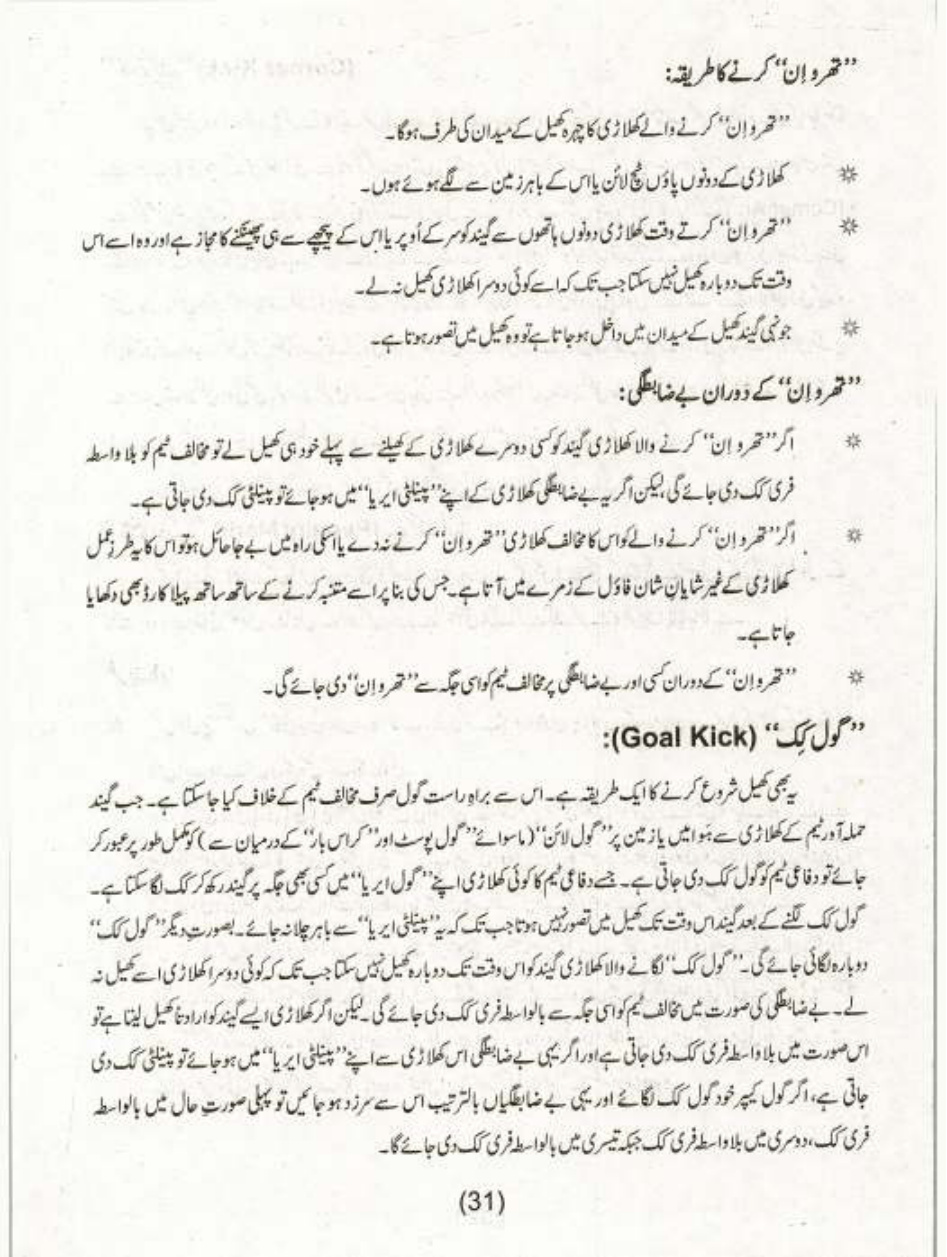 ”تھرو اِن“ کرنے کا طریقہ:
”تھرو اِن“ کرنے والے کھلاڑی کا چہرہ کھیل کے میدان کی طرف ہوگا۔
☼ کھلاڑی کے دونوں پاؤں ٹچ لائن یا اس کے باہر زمین سے لگے ہوئے ہوں۔
☼ ”تھرو اِن“ کرتے وقت کھلاڑی دونوں ہاتھوں سے گیند کو سر کے اُوپر یا اس کے پیچھے سے ہی پھینکنے کا مجاز ہے اور وہ اسے اس
وقت تک دوبارہ کھیل نہیں سکتا جب تک کہ اسے کوئی دوسرا کھلاڑی کھیل نہ لے۔
☼ جونہی گیند کھیل کے میدان میں داخل ہو جاتا ہے تو وہ کھیل میں تصور ہوتا ہے۔
”تھرو اِن“ کے دَوران بے ضابطگی:
☼ اگر ”تھرو اِن“ کرنے والا کھلاڑی گیند کو کسی دوسرے کھلاڑی کے کھیلنے سے پہلے خود ہی کھیل لے تو مخالف ٹیم کو بلا واسطہ
فری کک دی جائے گی، لیکن اگر یہ بے ضابطگی کھلاڑی کے اپنے ”پینلٹی ایریا“ میں ہو جائے تو پینلٹی کک دی جاتی ہے۔
☼ اگر ”تھرو اِن“ کرنے والے کو اس کا مخالف کھلاڑی ”تھرو اِن“ کرنے نہ دے یا اسکی راہ میں بے جا حائل ہو تو اس کا یہ طرزِ عمل
کھلاڑی کے غیر شایانِ شان فاؤل کے زمرے میں آتا ہے۔ جس کی بنا پر اسے متنبہ کرنے کے ساتھ ساتھ پیلا کارڈ بھی دکھایا
جاتا ہے۔
☼ ”تھرو اِن“ کے دوران کسی اور بے ضابطگی پر مخالف ٹیم کو اسی جگہ سے ”تھرو اِن“ دی جائے گی۔
”گول کِک“ (Goal Kick):
یہ بھی کھیل شروع کرنے کا ایک طریقہ ہے۔ اس سے براہِ راست گول صرف مخالف ٹیم کے خلاف کیا جا سکتا ہے۔ جب گیند
حملہ آور ٹیم کے کھلاڑی سے ہَوا میں یا زمین پر ”گول لائن“ (ماسوائے ”گول پوسٹ اور ”کراس بار“ کے درمیان سے) کو مکمل طور پر عبور کر
جائے تو دفاعی ٹیم کو گول کک دی جاتی ہے۔ جسے دفاعی ٹیم کا کوئی کھلاڑی اپنے ”گول ایریا“ میں کسی بھی جگہ پر گیند رکھ کر کک لگا سکتا ہے۔
گول کک لگنے کے بعد گیند اس وقت تک کھیل میں تصور نہیں ہوتا جب تک کہ یہ ”پینلٹی ایریا“ سے باہر چلا نہ جائے۔ بصورتِ دیگر ”گول کک“
دوبارہ لگائی جائے گی۔ ”گول کک“ لگانے والا کھلاڑی گیند کو اس وقت تک دوبارہ کھیل نہیں سکتا جب تک کہ کوئی دوسرا کھلاڑی اسے کھیل نہ
لے۔ بے ضابطگی کی صورت میں مخالف ٹیم کو اسی جگہ سے بالواسطہ فری کک دی جائے گی۔ لیکن اگر کھلاڑی ایسے گیند کو ارادتاً کھیل لیتا ہے تو
اس صورت میں بلاواسطہ فری کک دی جاتی ہے اور اگر یہی بے ضابطگی اس کھلاڑی سے اپنے ”پینلٹی ایریا“ میں ہو جائے تو پینلٹی کک دی
جاتی ہے، اگر گول کیپر خود گول کک لگائے اور یہی بے ضابطگیاں بالترتیب اس سے سرزد ہو جائیں تو پہلی صورتِ حال میں بالواسطہ
فری کک، دوسری میں بلاواسطہ فری کک جبکہ تیسری میں بالواسطہ فری کک دی جائے گا۔
(31)